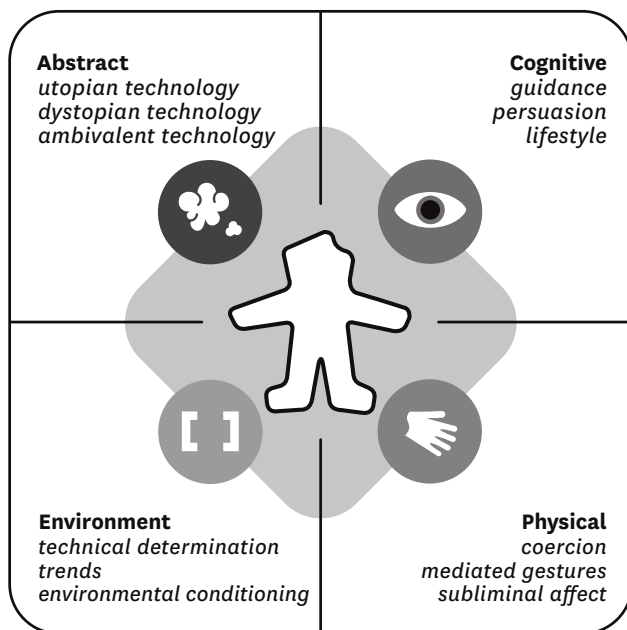 Abstract
utopian technology
dystopian technology
ambivalent technology
Cognitive
guidance
persuasion
lifestyle
Environment
technical determination
trends
environmental conditioning
Physical
coercion
mediated gestures
subliminal affect